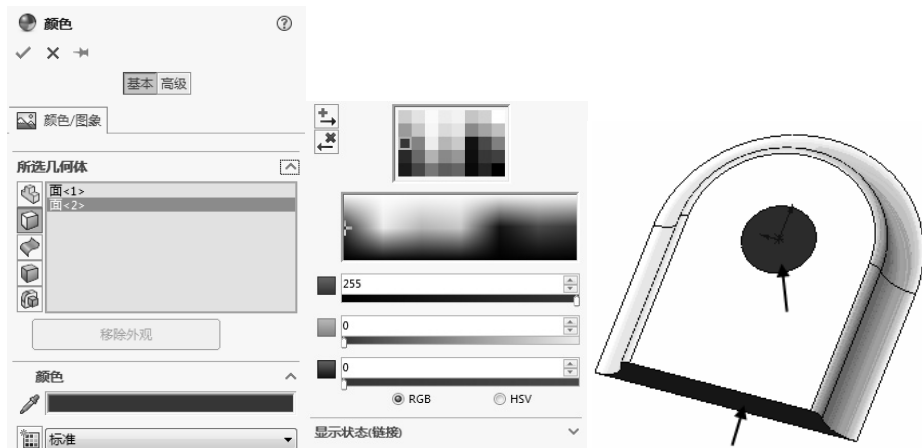 颜色
基本 高级
颜色/图象
所选几何体
面<1>
面<2>
移除外观
颜色
标准
255
0
0
RGB HSV
显示状态(链接)